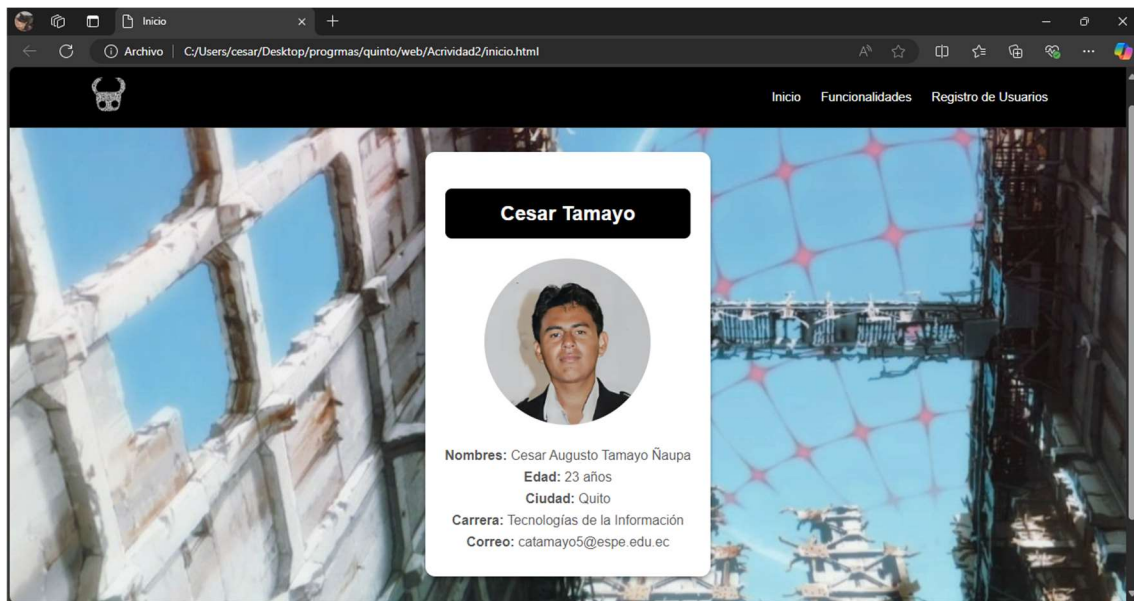 Inicio
Archivo | C:/Users/cesar/Desktop/progrmas/quinto/web/Acrividad2/inicio.html
Inicio Funcionalidades Registro de Usuarios
Cesar Tamayo
Nombres: Cesar Augusto Tamayo Ñaupa
Edad: 23 años
Ciudad: Quito
Carrera: Tecnologías de la Información
Correo: catamayo5@espe.edu.ec